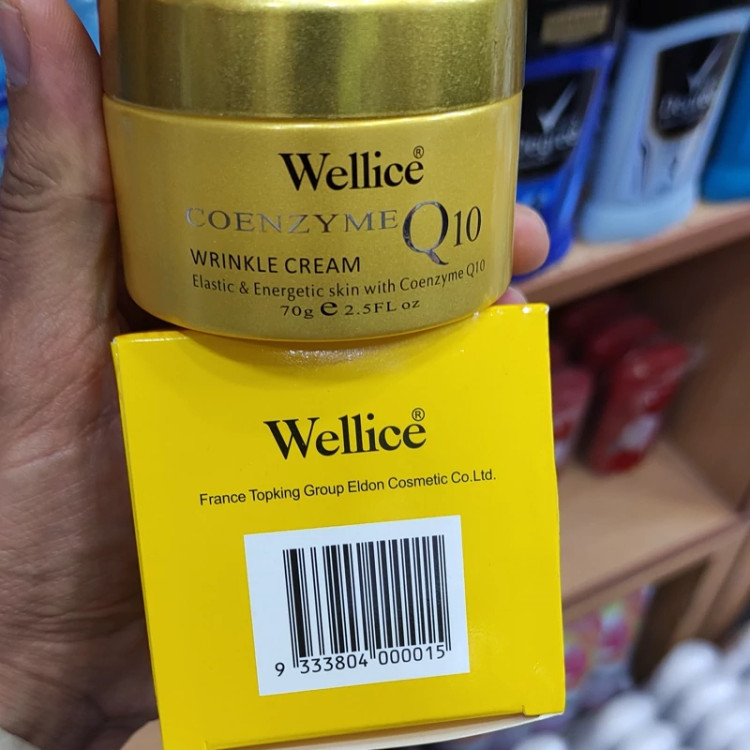 Wellice®
COENZYME Q10
WRINKLE CREAM
Elastic & Energetic skin with Coenzyme Q10
70g e 2.5FL oz
Wellice®
France Topking Group Eldon Cosmetic Co.Ltd.
9 333804 000015